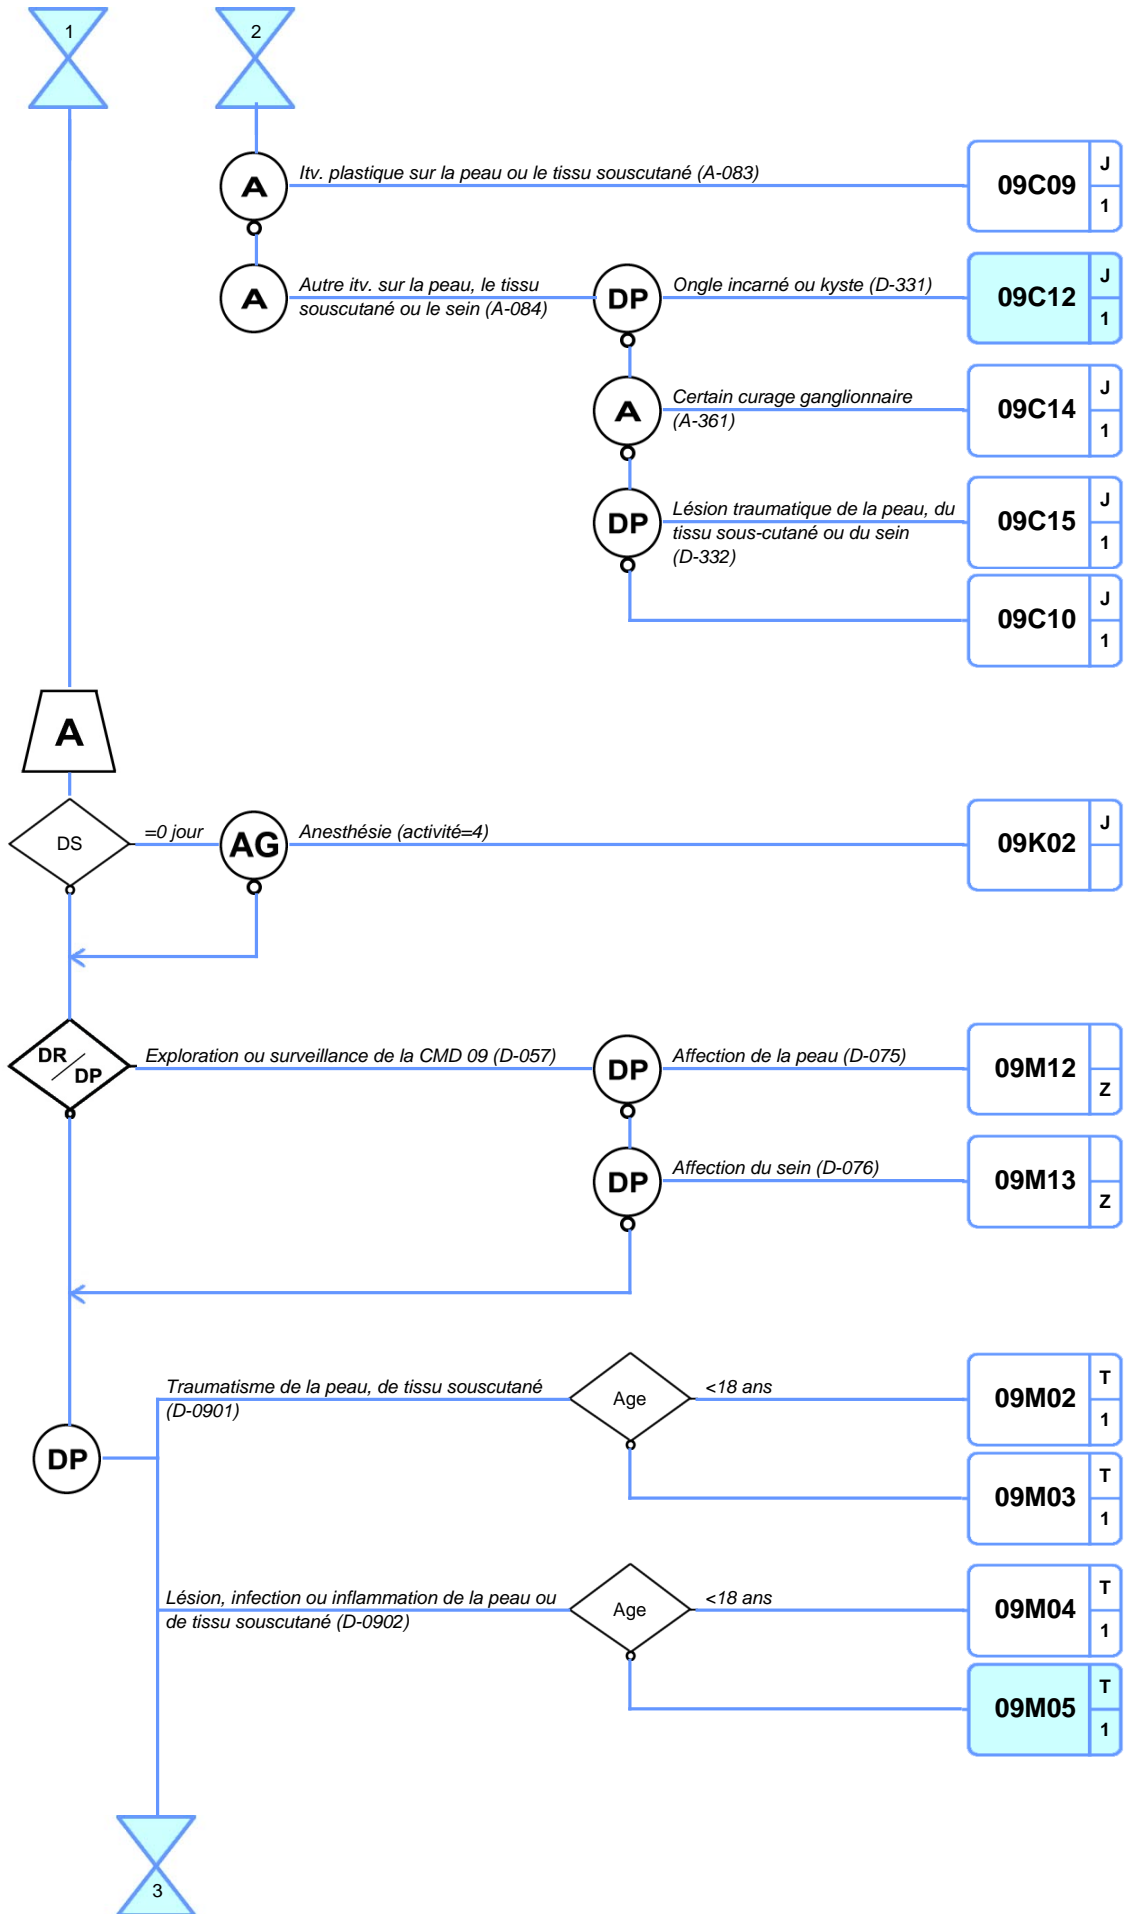 1
2
A
Itv. plastique sur la peau ou le tissu souscutané (A-083)
09C09
J
1
A
Autre itv. sur la peau, le tissu
souscutané ou le sein (A-084)
DP
Ongle incarné ou kyste (D-331)
09C12
J
1
A
Certain curage ganglionnaire
(A-361)
09C14
J
1
DP
Lésion traumatique de la peau, du
tissu sous-cutané ou du sein
(D-332)
09C15
J
1
09C10
J
1
A
DS
=0 jour
AG
Anesthésie (activité=4)
09K02
J
DR/DP
Exploration ou surveillance de la CMD 09 (D-057)
DP
Affection de la peau (D-075)
09M12
Z
DP
Affection du sein (D-076)
09M13
Z
DP
Traumatisme de la peau, de tissu souscutané
(D-0901)
Age
<18 ans
09M02
T
1
09M03
T
1
Lésion, infection ou inflammation de la peau ou
de tissu souscutané (D-0902)
Age
<18 ans
09M04
T
1
09M05
T
1
3